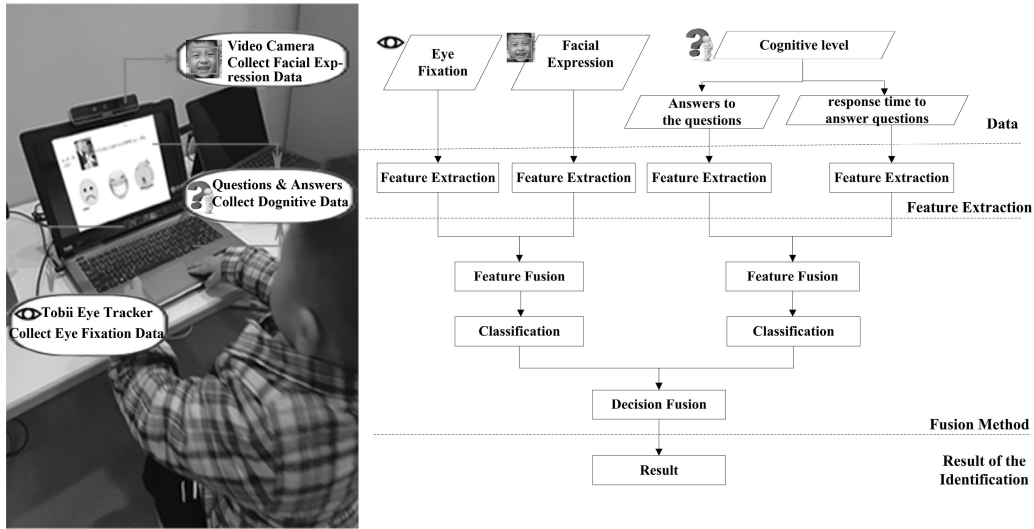 Video Camera
Collect Facial Exp-
ression Data
Questions & Answers
Collect Dognitive Data
Tobii Eye Tracker
Collect Eye Fixation Data
Eye
Fixation
Facial
Expression
Cognitive level
Answers to
the questions
response time to
answer questions
Data
Feature Extraction
Feature Extraction
Feature Extraction
Feature Extraction
Feature Extraction
Feature Fusion
Feature Fusion
Classification
Classification
Decision Fusion
Fusion Method
Result
Result of the
Identification